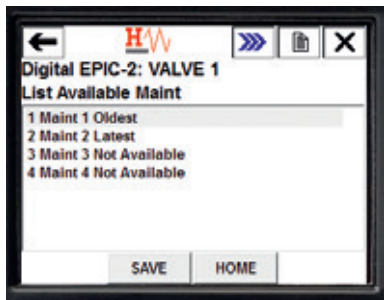 H
Digital EPIC-2: VALVE 1
List Available Maint
1 Maint 1 Oldest
2 Maint 2 Latest
3 Maint 3 Not Available
4 Maint 4 Not Available
SAVE HOME